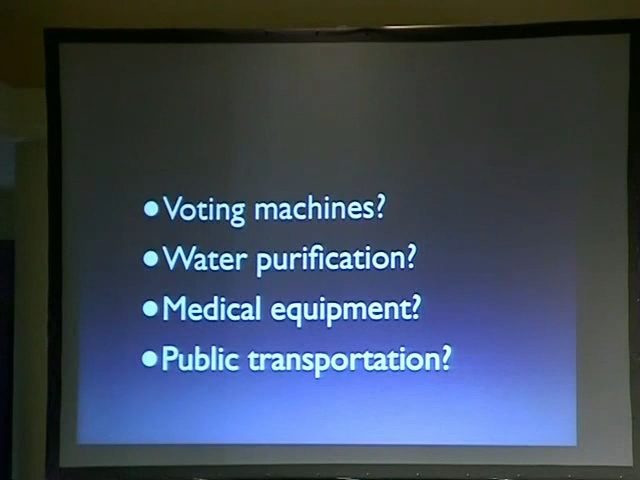 •Voting machines?
•Water purification?
•Medical equipment?
•Public transportation?